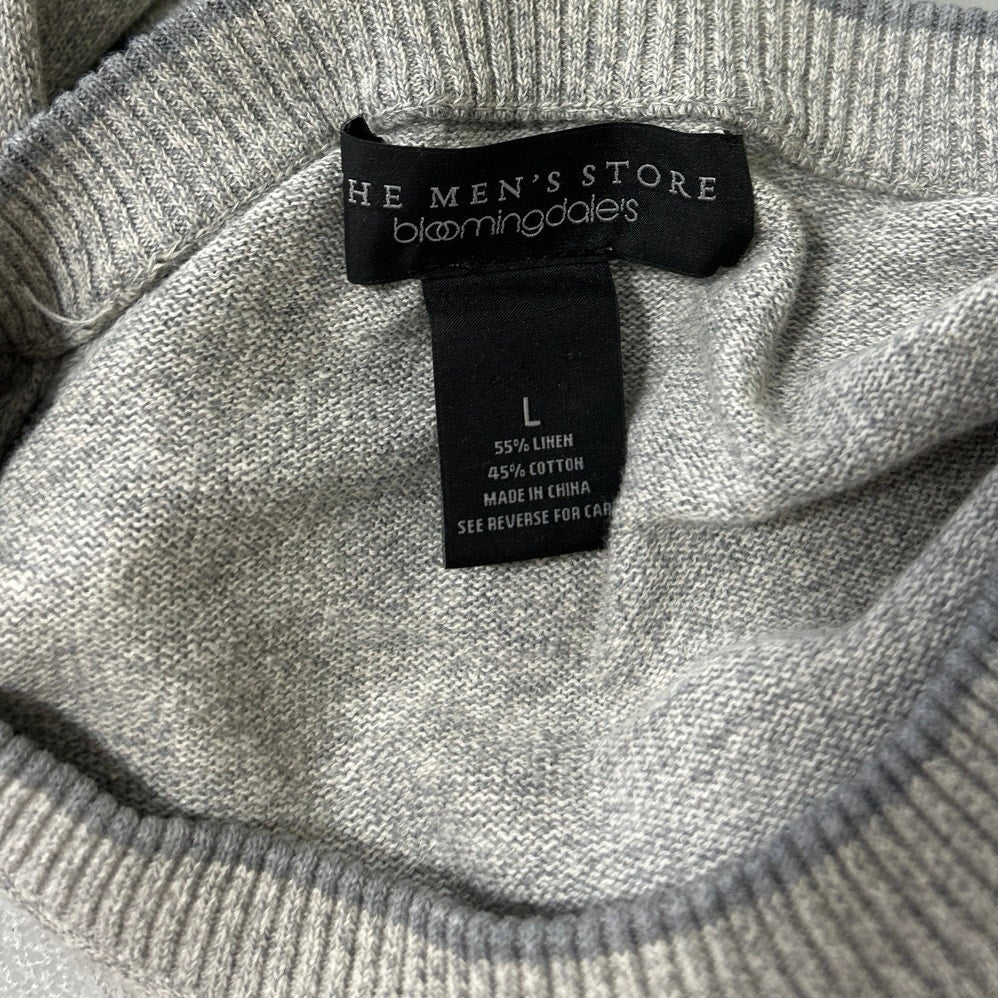 HE MEN'S STORE
bloomingdale's
L
55% LINEN
45% COTTON
MADE IN CHINA
SEE REVERSE FOR CAR